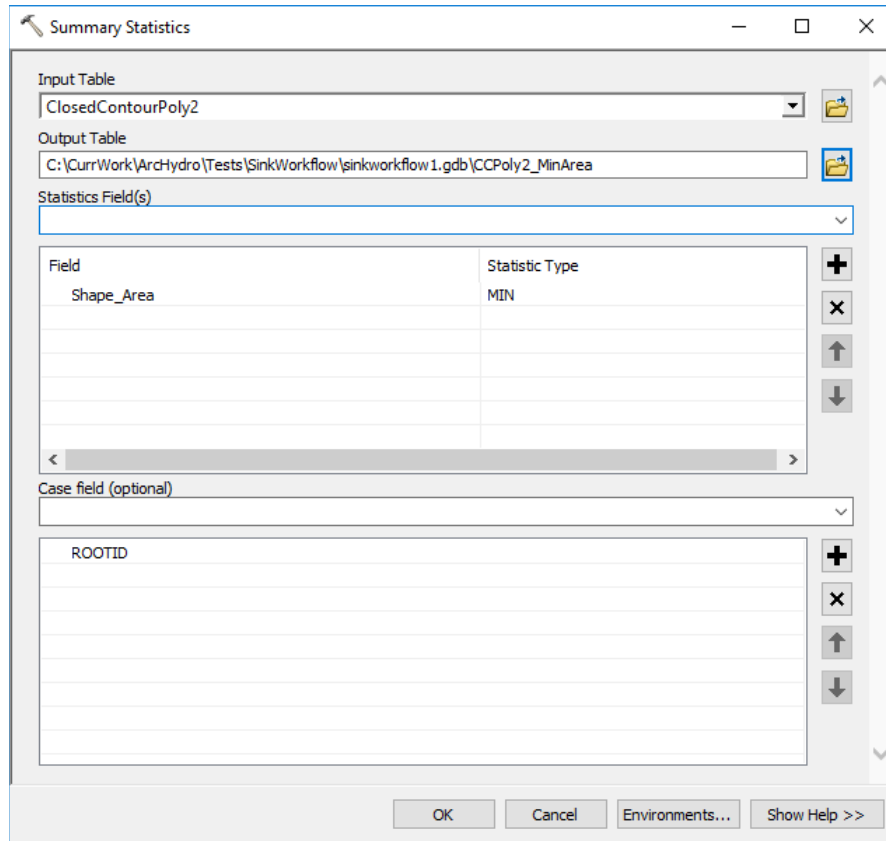 Summary Statistics
Input Table
ClosedContourPoly2
Output Table
C:\CurrWork\ArcHydro\Tests\SinkWorkflow\sinkworkflow1.gdb\CCPoly2_MinArea
Statistics Field(s)
Field Statistic Type
Shape_Area MIN
Case field (optional)
ROOTID
OK Cancel Environments... Show Help >>